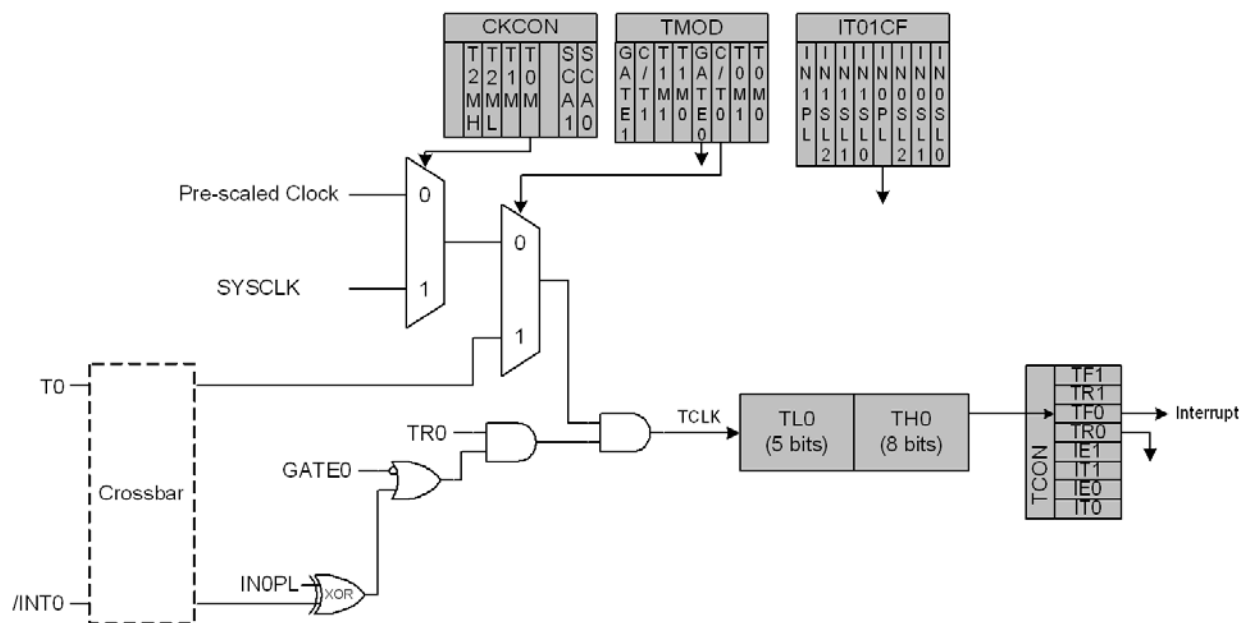 CKCON
TMOD
IT01CF
T2MH
T2ML
T1M
T0M
SCA1
SCA0
GATE1
C/T1
T1M1
T1M0
GATE0
C/T0
T0M1
T0M0
IN1PL
IN1SL2
IN1SL1
IN1SL0
IN0PL
IN0SL2
IN0SL1
IN0SL0
Pre-scaled Clock
0
SYSCLK
1
0
1
T0
Crossbar
/INT0
TR0
GATE0
IN0PL
XOR
TCLK
TL0
(5 bits)
TH0
(8 bits)
TCON
TF1
TR1
TF0
TR0
IE1
IT1
IE0
IT0
Interrupt